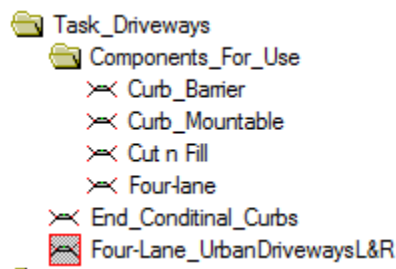 Task_Driveways
Components_For_Use
Curb_Barrier
Curb_Mountable
Cut n Fill
Four-lane
End_Conditinal_Curbs
Four-Lane_UrbanDrivewaysL&R